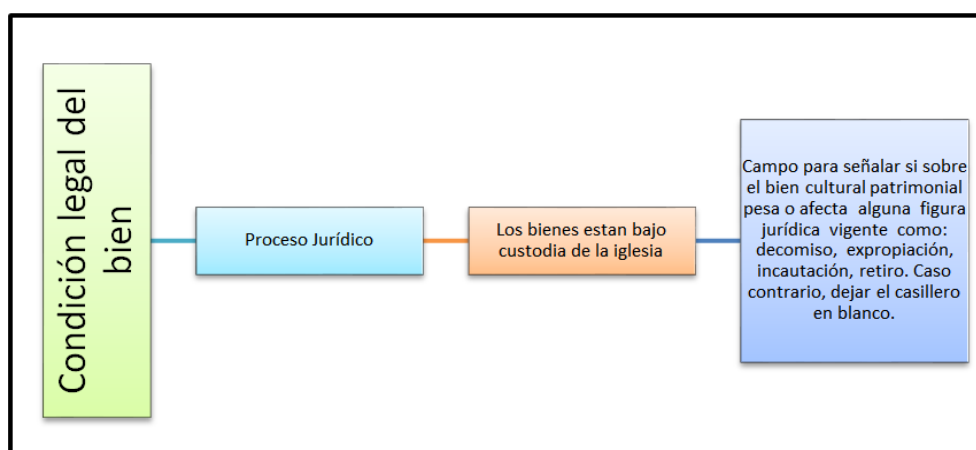 Condición legal del
bien
Proceso Jurídico
Los bienes estan bajo
custodia de la iglesia
Campo para señalar si sobre
el bien cultural patrimonial
pesa o afecta alguna figura
jurídica vigente como:
decomiso, expropiación,
incautación, retiro. Caso
contrario, dejar el casillero
en blanco.